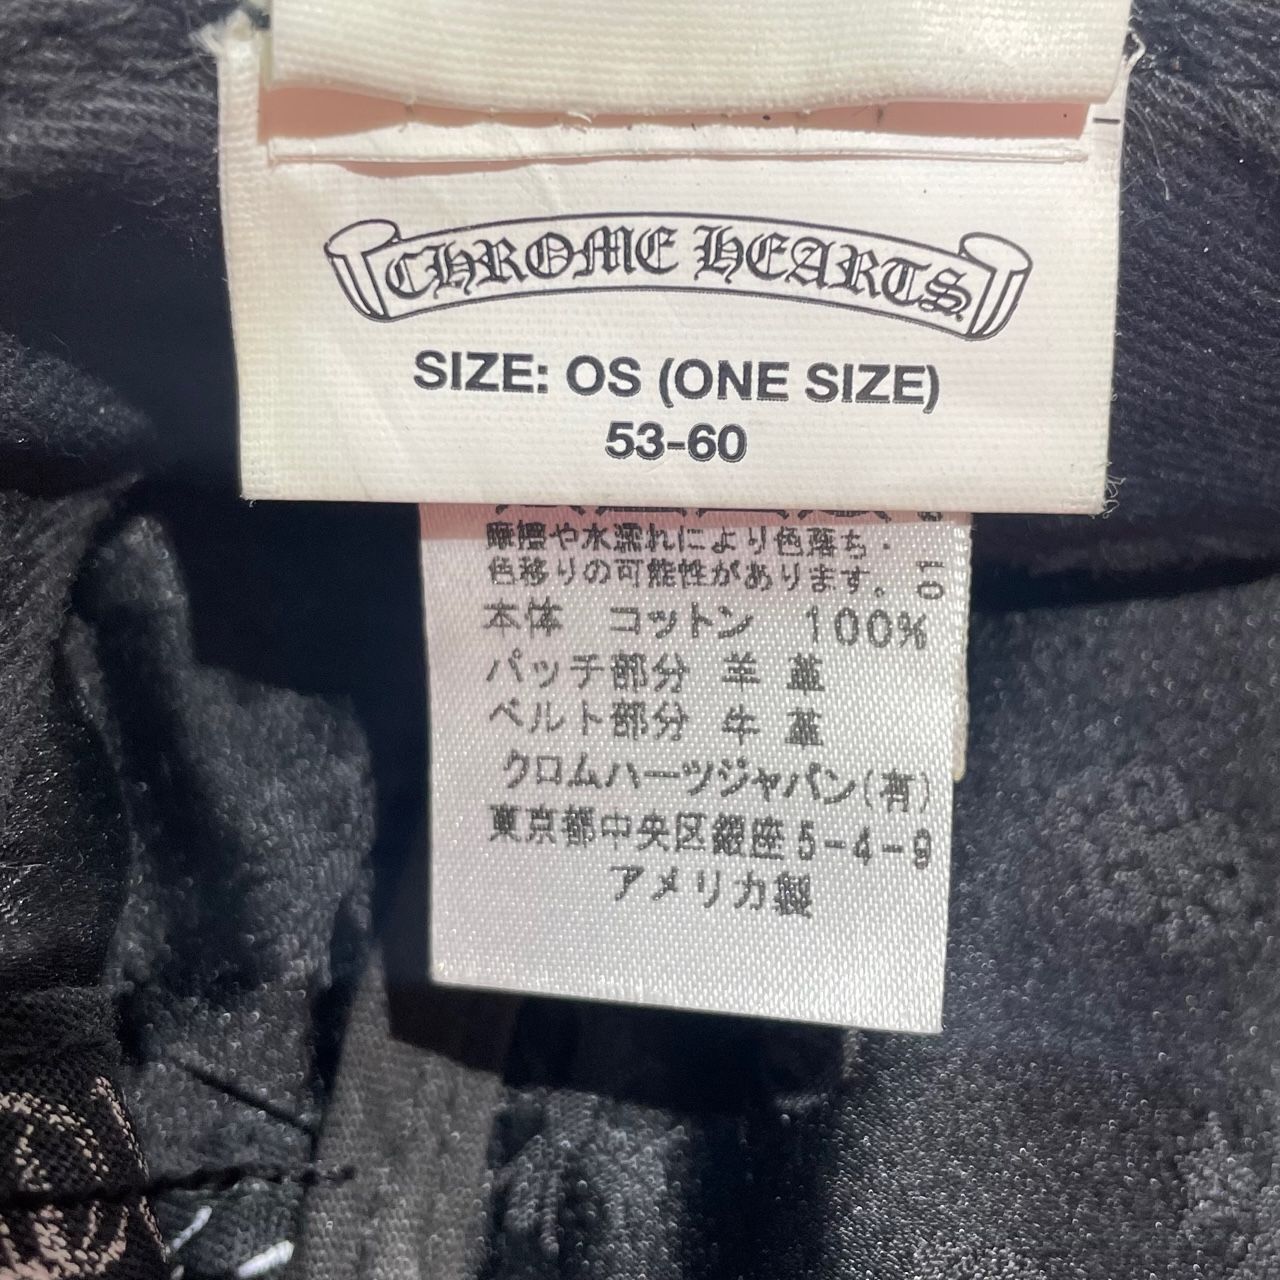 CHROME HEARTS
SIZE: OS (ONE SIZE)
53-60
摩擦や水濡れにより色落ち・
色移りの可能性があります。
本体 コットン 100%
パッチ部分 羊 革
ベルト部分 牛 革
クロムハーツジャパン(有)
東京都中央区銀座5-4-9
アメリカ製